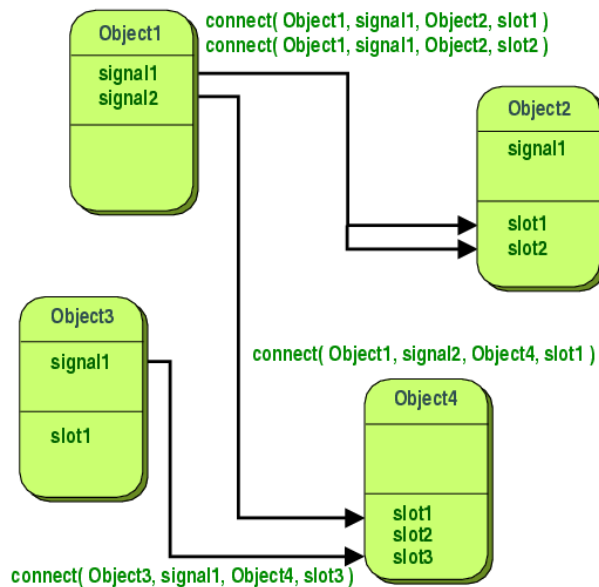 connect( Object1, signal1, Object2, slot1 )
connect( Object1, signal1, Object2, slot2 )
Object1
signal1
signal2
Object2
signal1
slot1
slot2
Object3
signal1
slot1
connect( Object1, signal2, Object4, slot1 )
Object4
slot1
slot2
slot3
connect( Object3, signal1, Object4, slot3 )